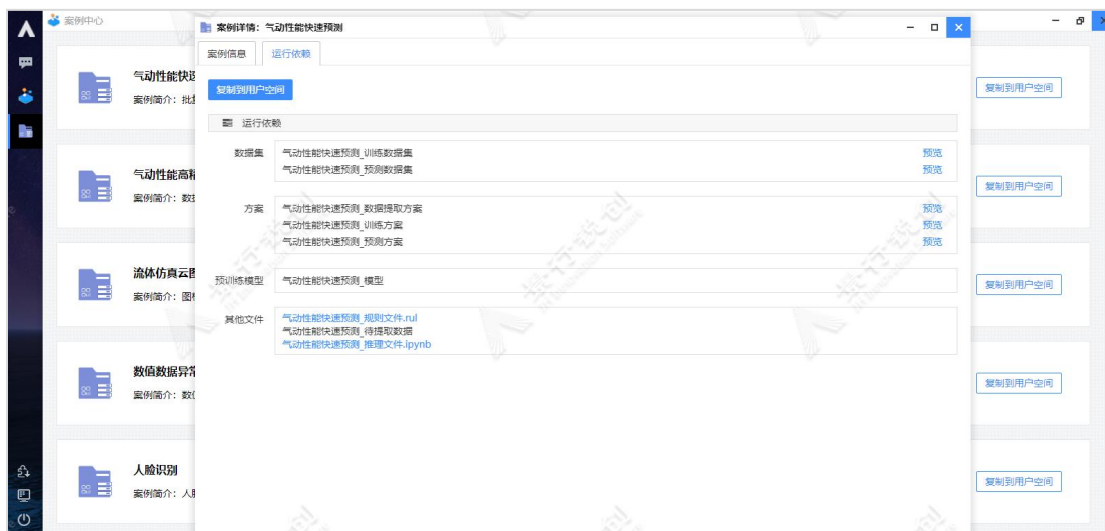 案例中心
案例详情：气动性能快速预测
案例信息 运行依赖
复制到用户空间
运行依赖
数据集 气动性能快速预测_训练数据集 预览
气动性能快速预测_预测数据集 预览
方案 气动性能快速预测_数据提取方案 预览
气动性能快速预测_训练方案 预览
气动性能快速预测_预测方案 预览
预训练模型 气动性能快速预测_模型
其他文件 气动性能快速预测_规则文件.rul
气动性能快速预测_待提取数据
气动性能快速预测_推理文件.ipynb
气动性能快速
案例简介：批
复制到用户空间
气动性能高精
案例简介：数
复制到用户空间
流体仿真云图
案例简介：图
复制到用户空间
数值数据异常
案例简介：数值
复制到用户空间
人脸识别
案例简介：人
复制到用户空间